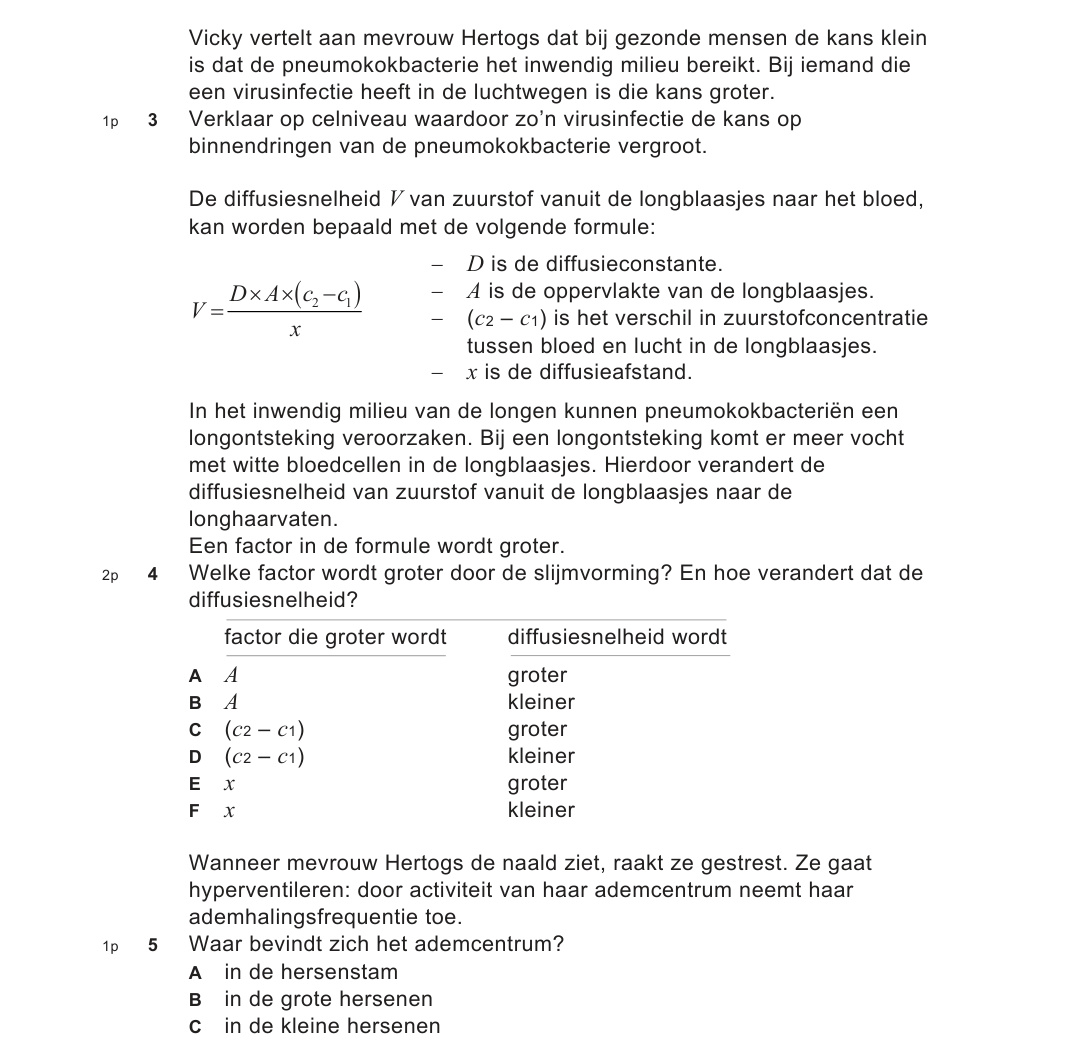 Vicky vertelt aan mevrouw Hertogs dat bij gezonde mensen de kans klein
is dat de pneumokokbacterie het inwendig milieu bereikt. Bij iemand die
een virusinfectie heeft in de luchtwegen is die kans groter.
1p 3 Verklaar op celniveau waardoor zo'n virusinfectie de kans op
binnendringen van de pneumokokbacterie vergroot.
De diffusiesnelheid V van zuurstof vanuit de longblaasjes naar het bloed,
kan worden bepaald met de volgende formule:
V = D×A×(c₂−c₁) / x
– D is de diffusieconstante.
– A is de oppervlakte van de longblaasjes.
– (c2 – c1) is het verschil in zuurstofconcentratie
tussen bloed en lucht in de longblaasjes.
– x is de diffusieafstand.
In het inwendig milieu van de longen kunnen pneumokokbacteriën een
longontsteking veroorzaken. Bij een longontsteking komt er meer vocht
met witte bloedcellen in de longblaasjes. Hierdoor verandert de
diffusiesnelheid van zuurstof vanuit de longblaasjes naar de
longhaarvaten.
Een factor in de formule wordt groter.
2p 4 Welke factor wordt groter door de slijmvorming? En hoe verandert dat de
diffusiesnelheid?
factor die groter wordt diffusiesnelheid wordt
A A groter
B A kleiner
C (c2 – c1) groter
D (c2 – c1) kleiner
E x groter
F x kleiner
Wanneer mevrouw Hertogs de naald ziet, raakt ze gestrest. Ze gaat
hyperventileren: door activiteit van haar ademcentrum neemt haar
ademhalingsfrequentie toe.
1p 5 Waar bevindt zich het ademcentrum?
A in de hersenstam
B in de grote hersenen
C in de kleine hersenen